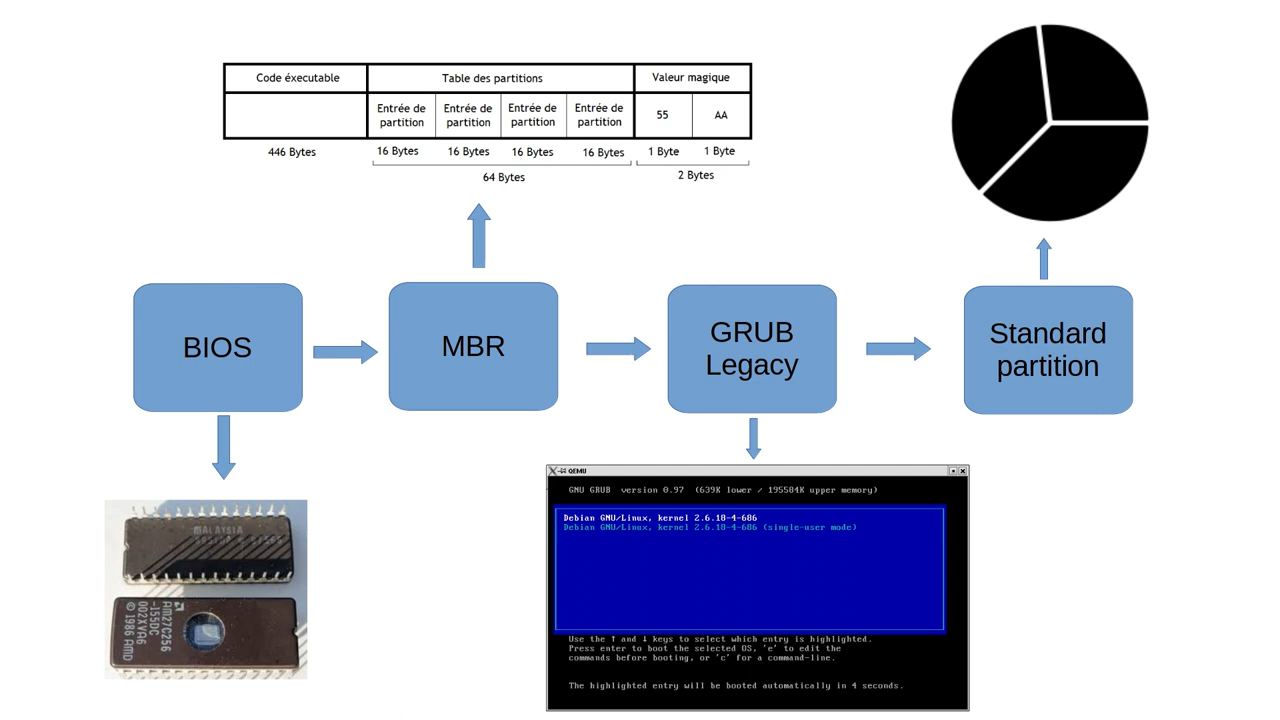 Code éxecutable
Table des partitions
Valeur magique
Entrée de partition
Entrée de partition
Entrée de partition
Entrée de partition
55
AA
446 Bytes
16 Bytes
16 Bytes
16 Bytes
16 Bytes
1 Byte
1 Byte
64 Bytes
2 Bytes
BIOS
MBR
GRUB
Legacy
Standard
partition
MALAYSIA
AM27C256
-155DC
002XVA6
© 1986 AMD
QEMU
GNU GRUB version 0.97 (639K lower / 195584K upper memory)
Debian GNU/Linux, kernel 2.6.18-4-686
Debian GNU/Linux, kernel 2.6.18-4-686 (single-user mode)
Use the ↑ and ↓ keys to select which entry is highlighted.
Press enter to boot the selected OS, 'e' to edit the
commands before booting, or 'c' for a command-line.
The highlighted entry will be booted automatically in 4 seconds.